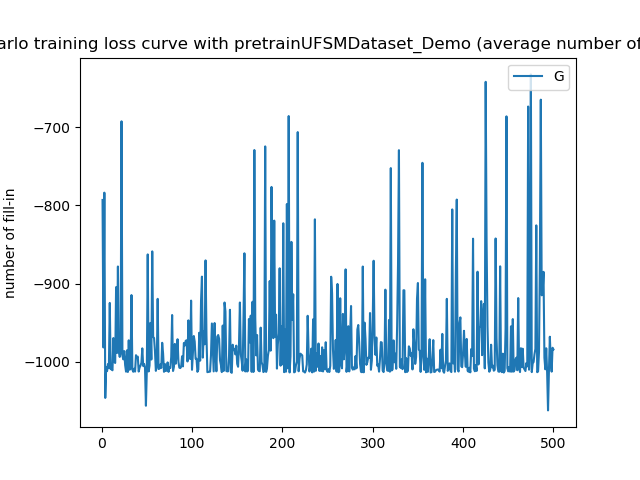 arlo training loss curve with pretrainUFSMDataset_Demo (average number of
G
number of fill-in
−700
−800
−900
−1000
0 100 200 300 400 500